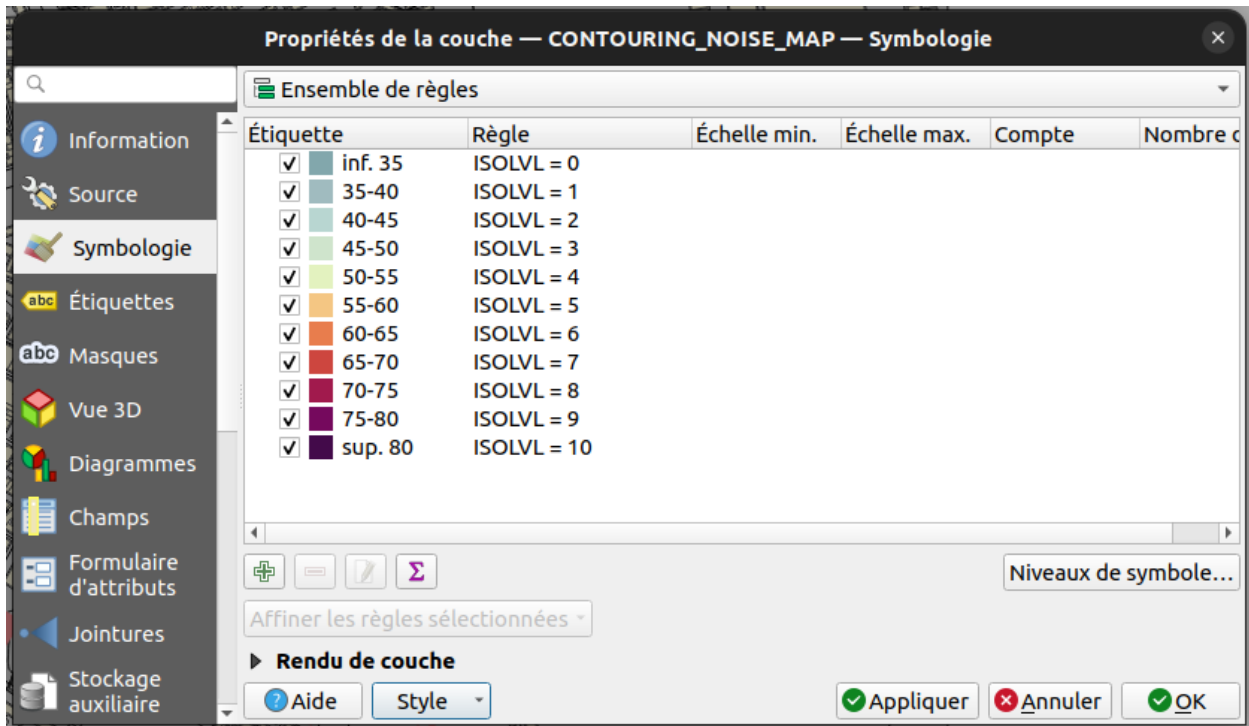 Propriétés de la couche — CONTOURING_NOISE_MAP — Symbologie
Information
Source
Symbologie
abc Étiquettes
abc Masques
Vue 3D
Diagrammes
Champs
Formulaire
d'attributs
Jointures
Stockage
auxiliaire
Ensemble de règles
Étiquette Règle Échelle min. Échelle max. Compte Nombre d
inf. 35 ISOLVL = 0
35-40 ISOLVL = 1
40-45 ISOLVL = 2
45-50 ISOLVL = 3
50-55 ISOLVL = 4
55-60 ISOLVL = 5
60-65 ISOLVL = 6
65-70 ISOLVL = 7
70-75 ISOLVL = 8
75-80 ISOLVL = 9
sup. 80 ISOLVL = 10
Σ
Niveaux de symbole...
Affiner les règles sélectionnées
Rendu de couche
? Aide Style Appliquer Annuler OK